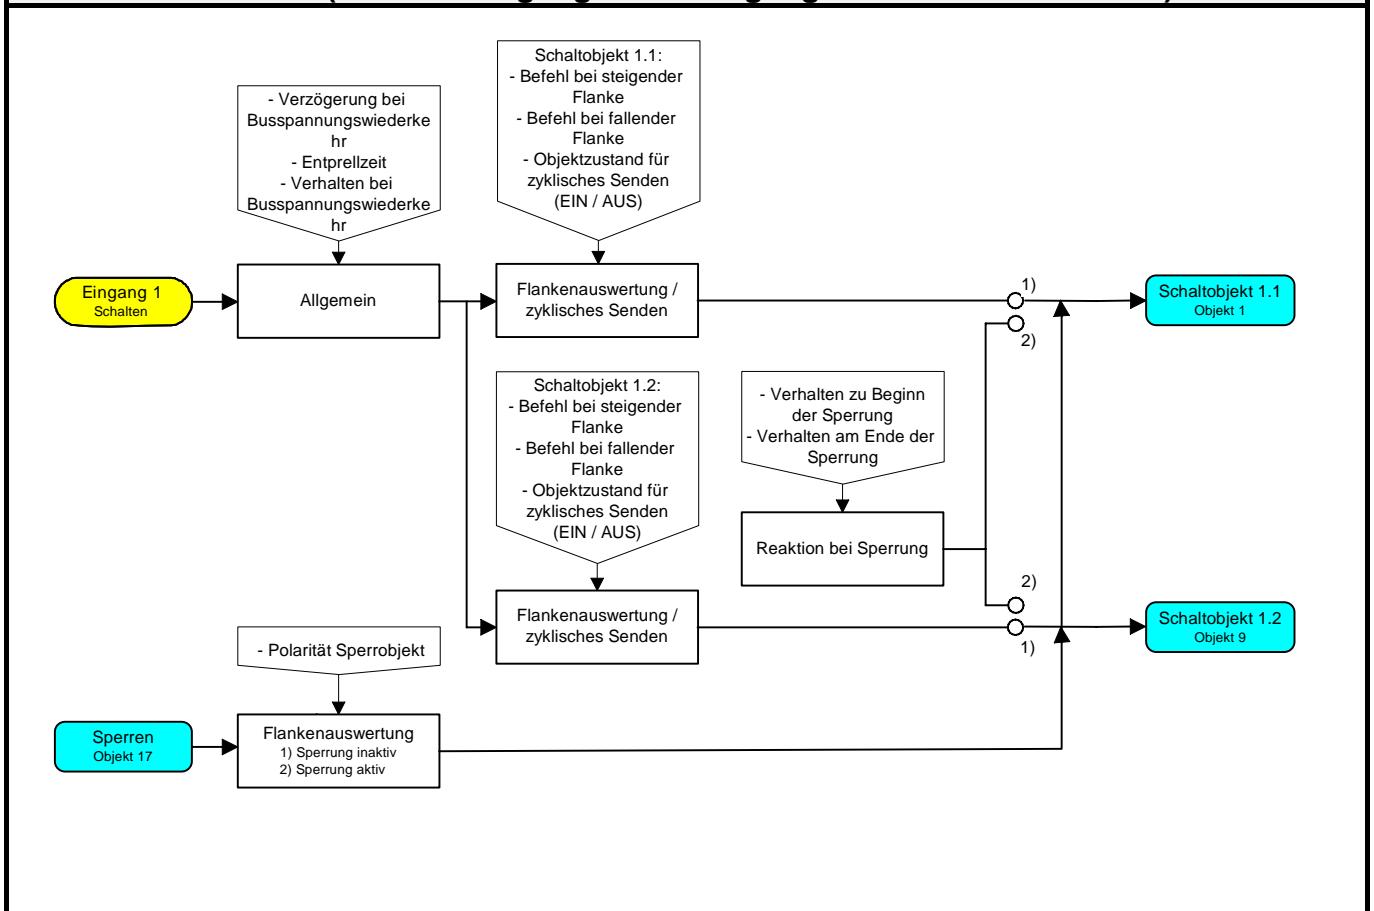 Schaltobjekt 1.1:
- Befehl bei steigender
Flanke
- Befehl bei fallender
Flanke
- Objektzustand für
zyklisches Senden
(EIN / AUS)
- Verzögerung bei
Busspannungswiederke
hr
- Entprellzeit
- Verhalten bei
Busspannungswiederke
hr
Eingang 1
Schalten
Allgemein
Flankenauswertung /
zyklisches Senden
1)
2)
Schaltobjekt 1.1
Objekt 1
Schaltobjekt 1.2:
- Befehl bei steigender
Flanke
- Befehl bei fallender
Flanke
- Objektzustand für
zyklisches Senden
(EIN / AUS)
- Verhalten zu Beginn
der Sperrung
- Verhalten am Ende der
Sperrung
Reaktion bei Sperrung
Flankenauswertung /
zyklisches Senden
2)
1)
Schaltobjekt 1.2
Objekt 9
- Polarität Sperrobjekt
Sperren
Objekt 17
Flankenauswertung
1) Sperrung inaktiv
2) Sperrung aktiv